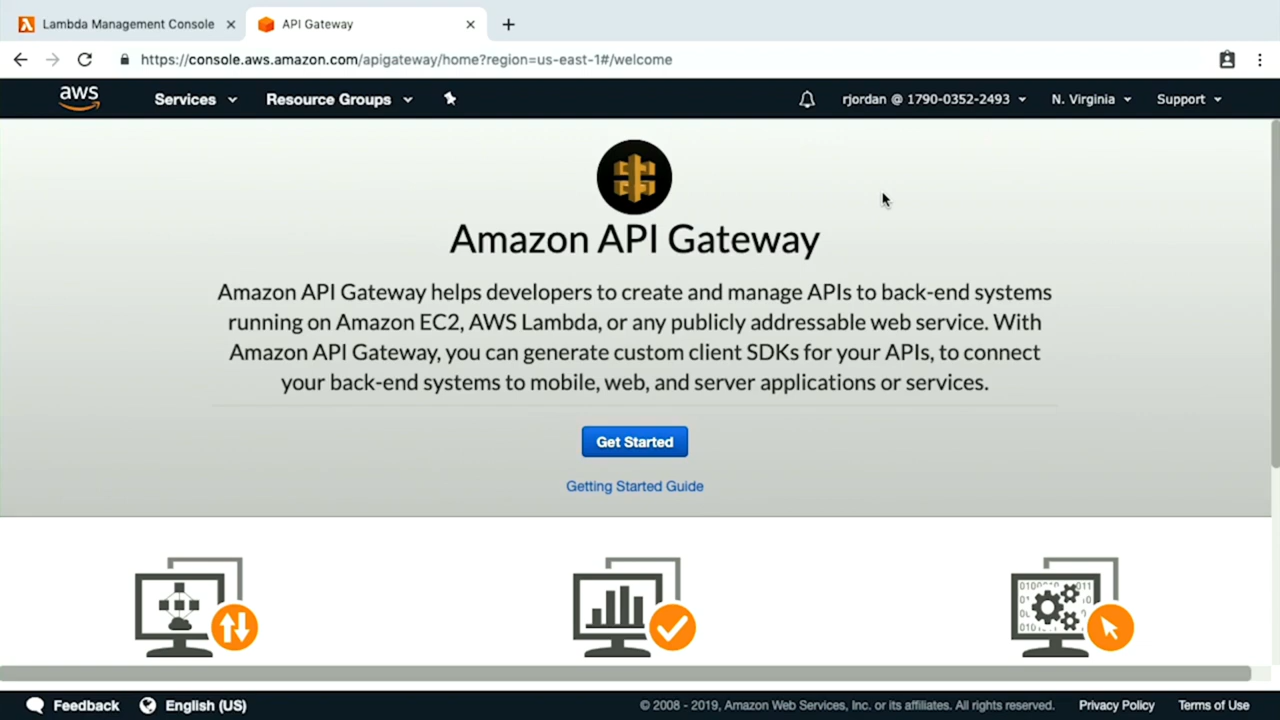 Lambda Management Console
API Gateway
https://console.aws.amazon.com/apigateway/home?region=us-east-1#/welcome
aws
Services
Resource Groups
rjordan @ 1790-0352-2493
N. Virginia
Support
Amazon API Gateway
Amazon API Gateway helps developers to create and manage APIs to back-end systems
running on Amazon EC2, AWS Lambda, or any publicly addressable web service. With
Amazon API Gateway, you can generate custom client SDKs for your APIs, to connect
your back-end systems to mobile, web, and server applications or services.
Get Started
Getting Started Guide
Feedback
English (US)
© 2008 - 2019, Amazon Web Services, Inc. or its affiliates. All rights reserved.
Privacy Policy
Terms of Use